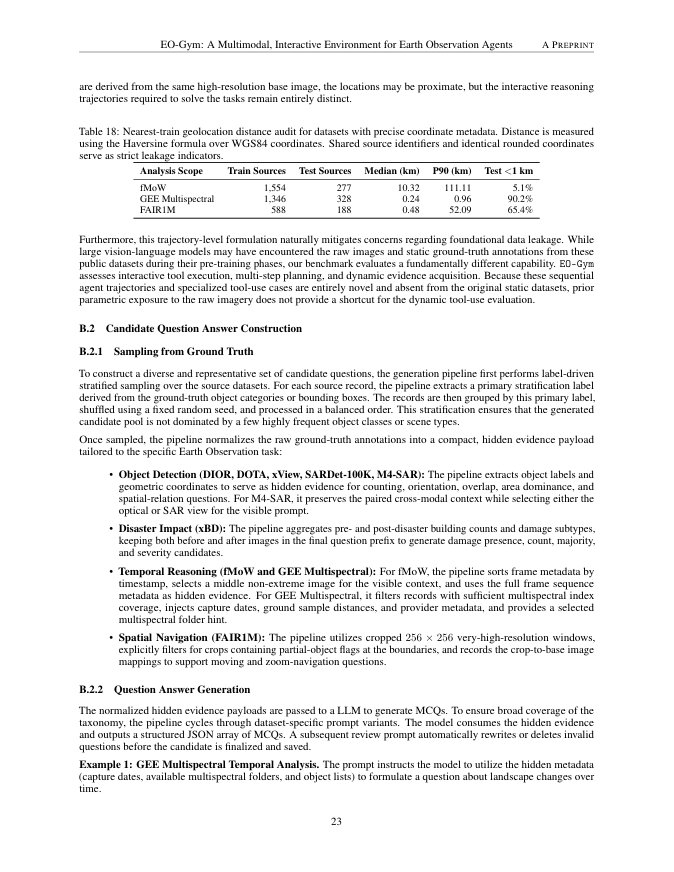 EO-Gym: A Multimodal, Interactive Environment for Earth Observation Agents A PREPRINT
are derived from the same high-resolution base image, the locations may be proximate, but the interactive reasoning
trajectories required to solve the tasks remain entirely distinct.
Table 18: Nearest-train geolocation distance audit for datasets with precise coordinate metadata. Distance is measured
using the Haversine formula over WGS84 coordinates. Shared source identifiers and identical rounded coordinates
serve as strict leakage indicators.
Analysis Scope Train Sources Test Sources Median (km) P90 (km) Test <1 km
fMoW 1,554 277 10.32 111.11 5.1%
GEE Multispectral 1,346 328 0.24 0.96 90.2%
FAIR1M 588 188 0.48 52.09 65.4%
Furthermore, this trajectory-level formulation naturally mitigates concerns regarding foundational data leakage. While
large vision-language models may have encountered the raw images and static ground-truth annotations from these
public datasets during their pre-training phases, our benchmark evaluates a fundamentally different capability. EO-Gym
assesses interactive tool execution, multi-step planning, and dynamic evidence acquisition. Because these sequential
agent trajectories and specialized tool-use cases are entirely novel and absent from the original static datasets, prior
parametric exposure to the raw imagery does not provide a shortcut for the dynamic tool-use evaluation.
B.2 Candidate Question Answer Construction
B.2.1 Sampling from Ground Truth
To construct a diverse and representative set of candidate questions, the generation pipeline first performs label-driven
stratified sampling over the source datasets. For each source record, the pipeline extracts a primary stratification label
derived from the ground-truth object categories or bounding boxes. The records are then grouped by this primary label,
shuffled using a fixed random seed, and processed in a balanced order. This stratification ensures that the generated
candidate pool is not dominated by a few highly frequent object classes or scene types.
Once sampled, the pipeline normalizes the raw ground-truth annotations into a compact, hidden evidence payload
tailored to the specific Earth Observation task:
• Object Detection (DIOR, DOTA, xView, SARDet-100K, M4-SAR): The pipeline extracts object labels and
geometric coordinates to serve as hidden evidence for counting, orientation, overlap, area dominance, and
spatial-relation questions. For M4-SAR, it preserves the paired cross-modal context while selecting either the
optical or SAR view for the visible prompt.
• Disaster Impact (xBD): The pipeline aggregates pre- and post-disaster building counts and damage subtypes,
keeping both before and after images in the final question prefix to generate damage presence, count, majority,
and severity candidates.
• Temporal Reasoning (fMoW and GEE Multispectral): For fMoW, the pipeline sorts frame metadata by
timestamp, selects a middle non-extreme image for the visible context, and uses the full frame sequence
metadata as hidden evidence. For GEE Multispectral, it filters records with sufficient multispectral index
coverage, injects capture dates, ground sample distances, and provider metadata, and provides a selected
multispectral folder hint.
• Spatial Navigation (FAIR1M): The pipeline utilizes cropped 256 × 256 very-high-resolution windows,
explicitly filters for crops containing partial-object flags at the boundaries, and records the crop-to-base image
mappings to support moving and zoom-navigation questions.
B.2.2 Question Answer Generation
The normalized hidden evidence payloads are passed to a LLM to generate MCQs. To ensure broad coverage of the
taxonomy, the pipeline cycles through dataset-specific prompt variants. The model consumes the hidden evidence
and outputs a structured JSON array of MCQs. A subsequent review prompt automatically rewrites or deletes invalid
questions before the candidate is finalized and saved.
Example 1: GEE Multispectral Temporal Analysis. The prompt instructs the model to utilize the hidden metadata
(capture dates, available multispectral folders, and object lists) to formulate a question about landscape changes over
time.
23